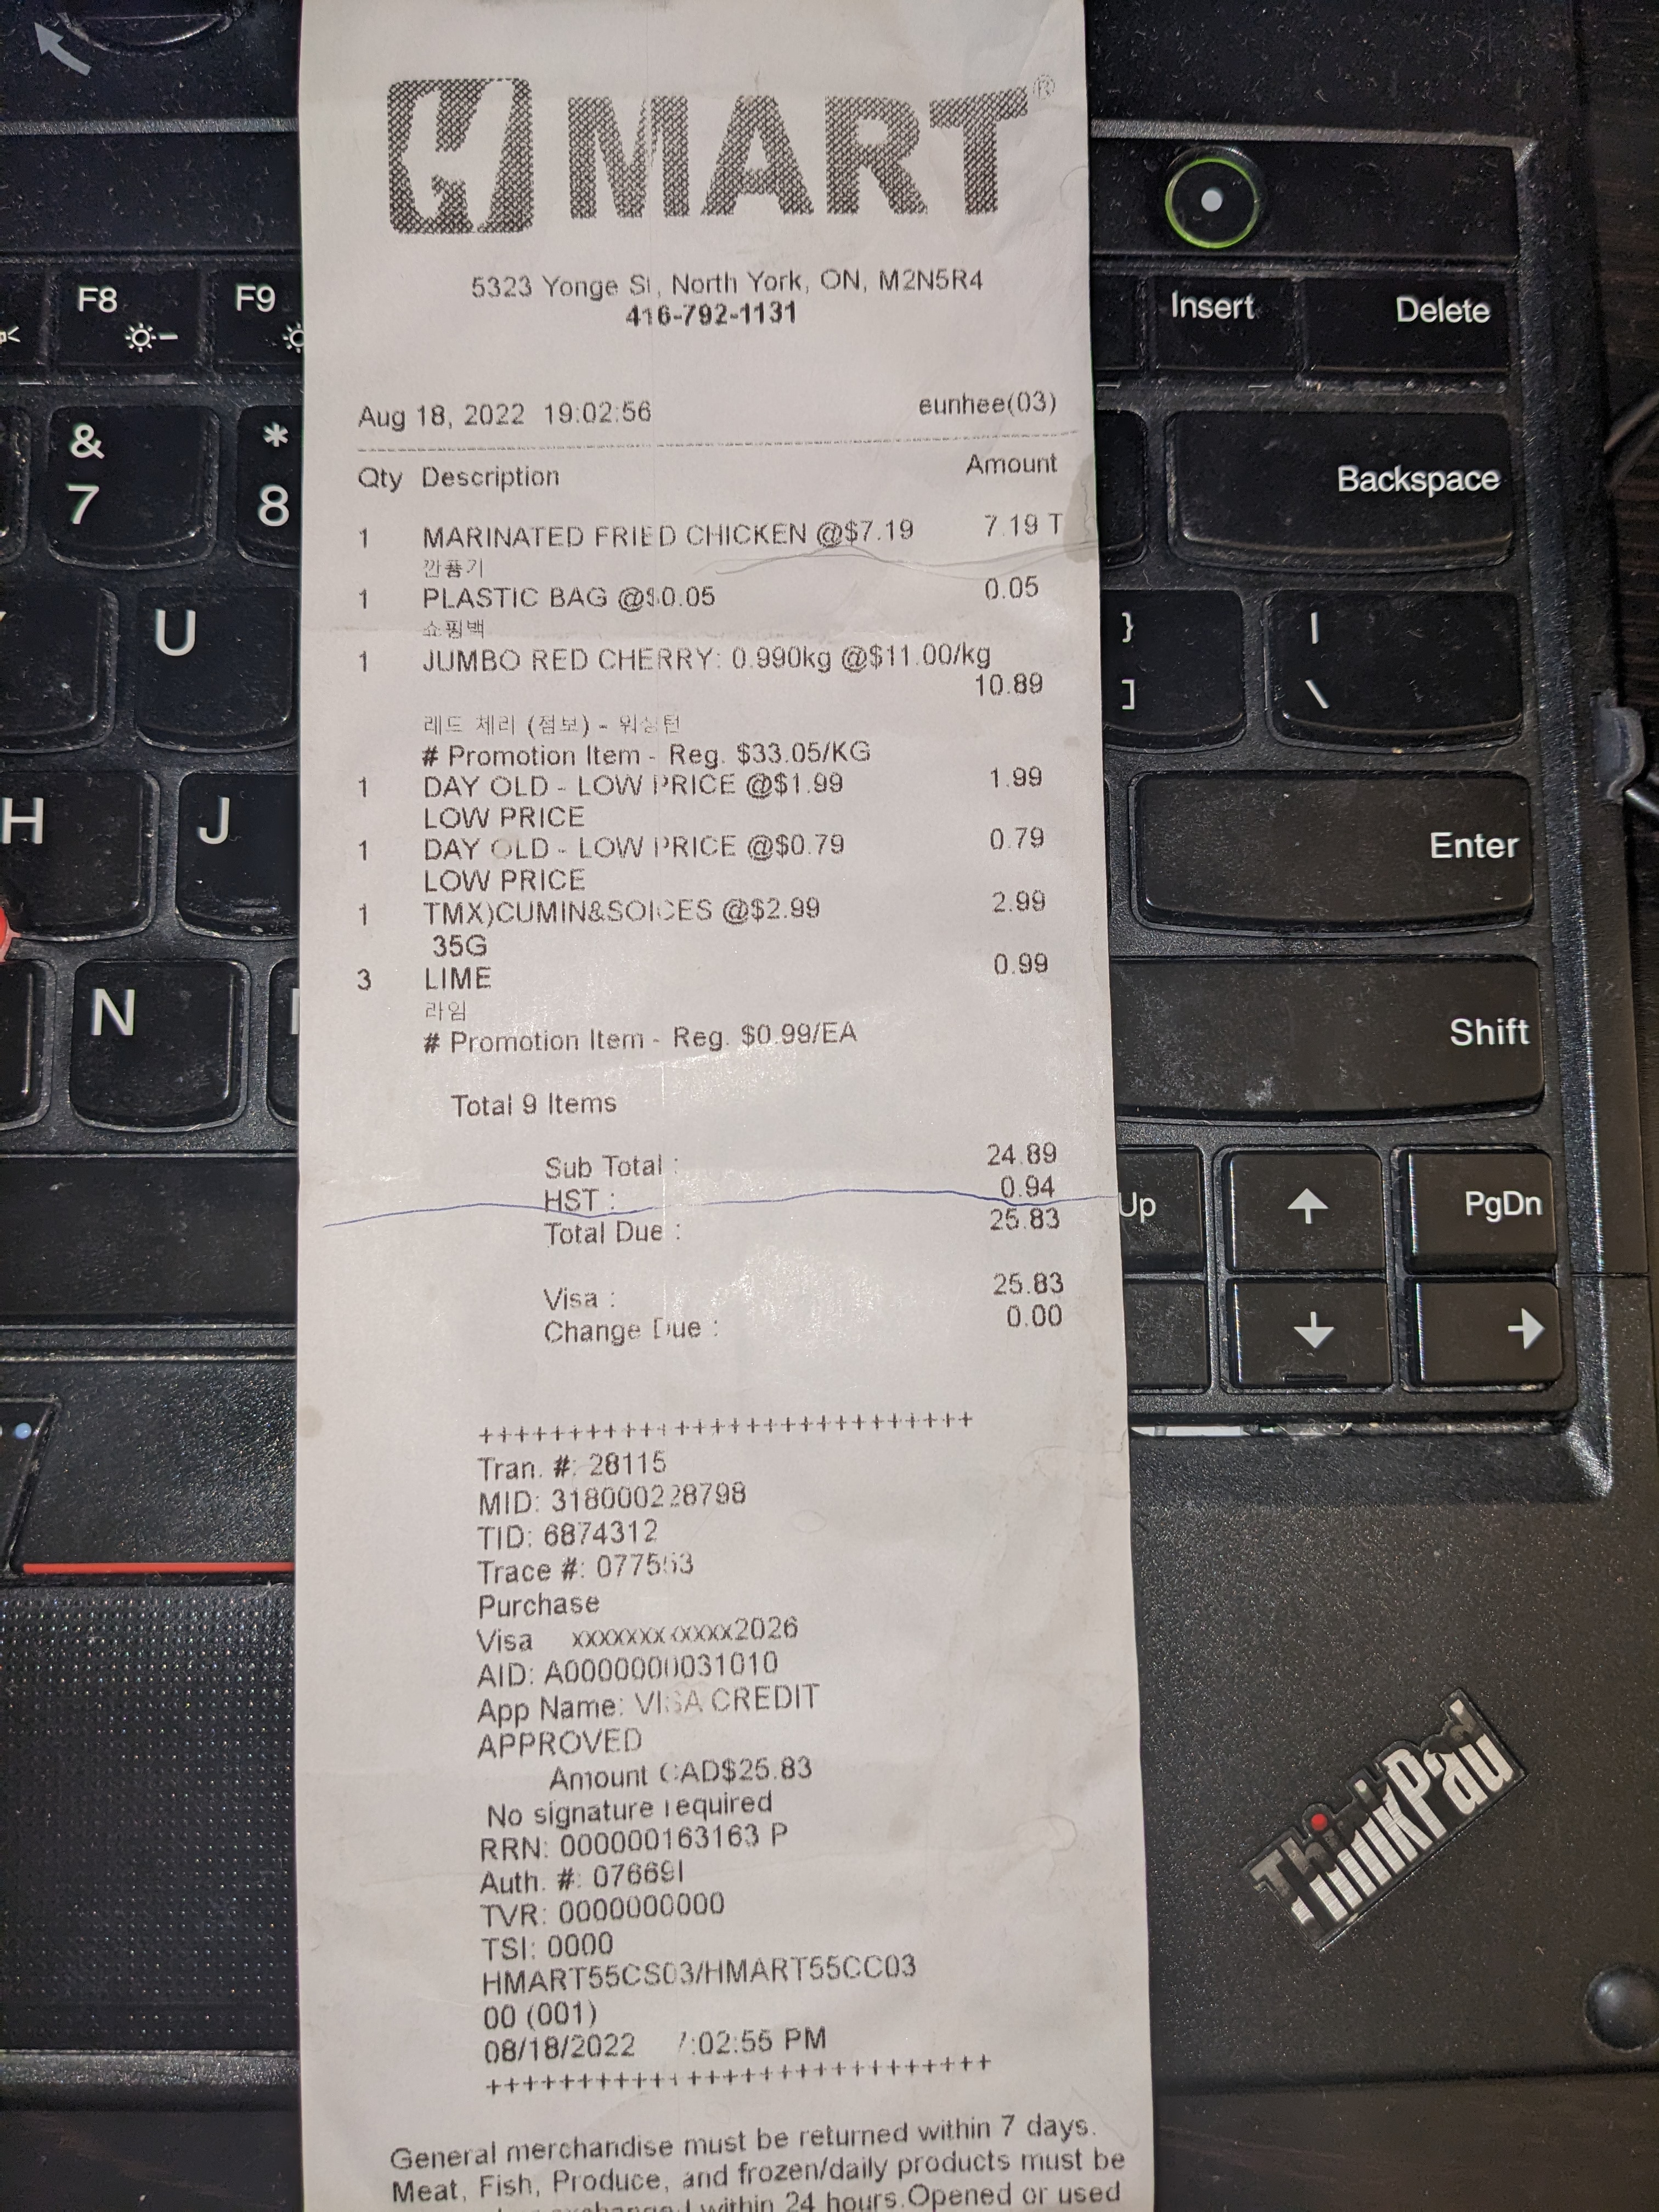 H MART®
5323 Yonge St, North York, ON, M2N5R4
416-792-1131
Aug 18, 2022 19:02:56 eunhee(03)
Qty Description Amount
1 MARINATED FRIED CHICKEN @$7.19 7.19 T
깐풍기
1 PLASTIC BAG @$0.05 0.05
쇼핑백
1 JUMBO RED CHERRY: 0.990kg @$11.00/kg
10.89
레드 체리 (점보) - 워싱턴
# Promotion Item - Reg. $33.05/KG
1 DAY OLD - LOW PRICE @$1.99 1.99
LOW PRICE
1 DAY OLD - LOW PRICE @$0.79 0.79
LOW PRICE
1 TMX)CUMIN&SOICES @$2.99 2.99
35G
3 LIME 0.99
라임
# Promotion Item - Reg. $0.99/EA
Total 9 Items
Sub Total : 24.89
HST : 0.94
Total Due : 25.83
Visa : 25.83
Change Due : 0.00
+++++++++++++++++++++++++++
Tran. #: 28115
MID: 318000228798
TID: 6874312
Trace #:
Purchase
Visa xxxxxxxxxxxx2026
AID: A0000000031010
App Name: VISA CREDIT
APPROVED
Amount CAD$25.83
No signature required
RRN: 000000163163 P
Auth. #: 07669I
TVR: 0000000000
TSI: 0000
HMART55CS03/HMART55CC03
00 (001)
08/18/2022 7:02:55 PM
+++++++++++++++++++++++++++
General merchandise must be returned within 7 days.
Meat, Fish, Produce, and frozen/daily products must be
within 24 hours.Opened or used
F8
F9
Insert
Delete
& 7
* 8
Backspace
U
}
]
|
\
H
J
Enter
N
Shift
Up
PgDn
ThinkPad